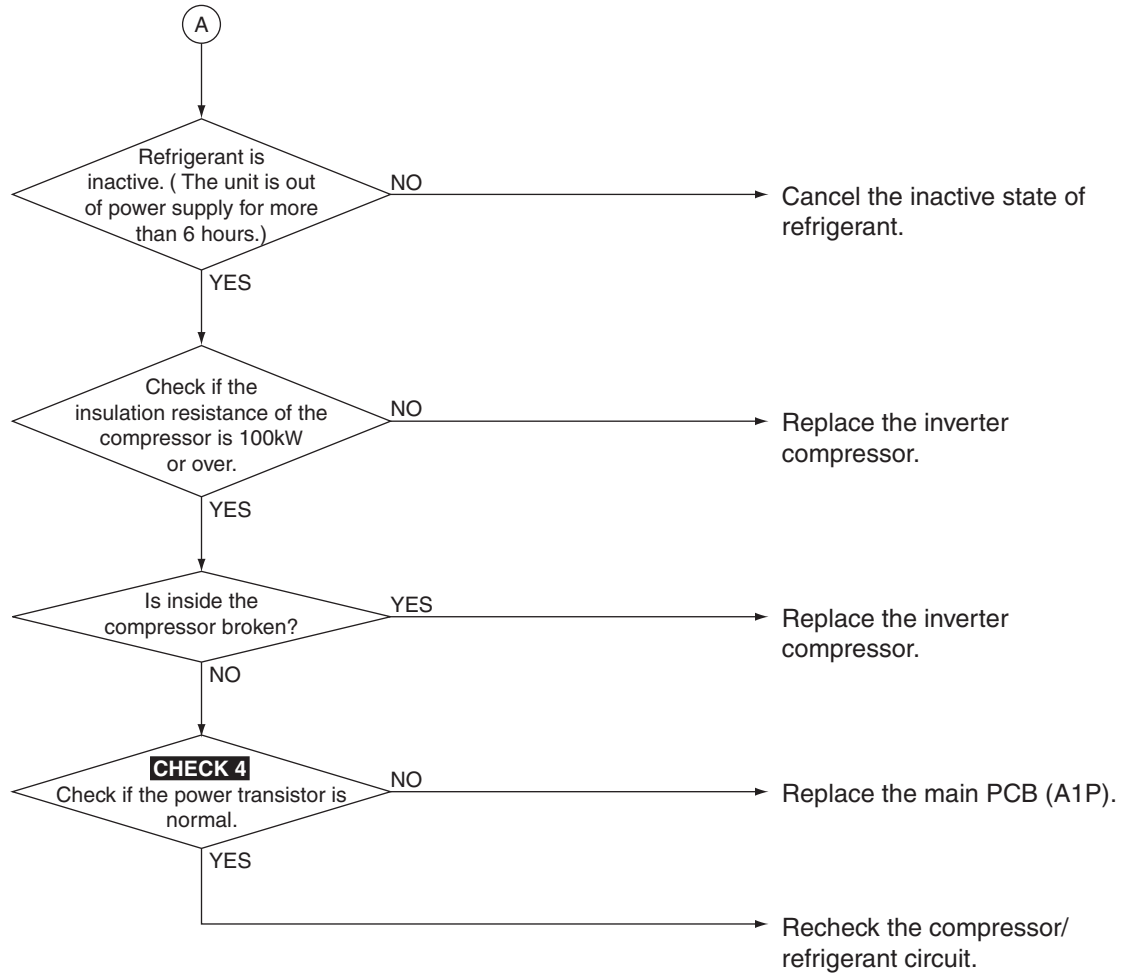 A
Refrigerant is
inactive. ( The unit is out
of power supply for more
than 6 hours.)
NO
Cancel the inactive state of
refrigerant.
YES
Check if the
insulation resistance of the
compressor is 100kW
or over.
NO
Replace the inverter
compressor.
YES
Is inside the
compressor broken?
YES
Replace the inverter
compressor.
NO
CHECK 4
Check if the power transistor is
normal.
NO
Replace the main PCB (A1P).
YES
Recheck the compressor/
refrigerant circuit.